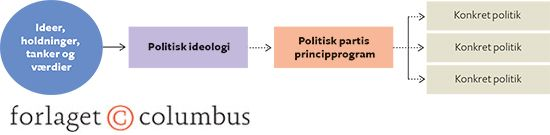 Ideer,
holdninger,
tanker og
værdier
Politisk ideologi
Politisk partis
principprogram
Konkret politik
Konkret politik
Konkret politik
forlaget © columbus